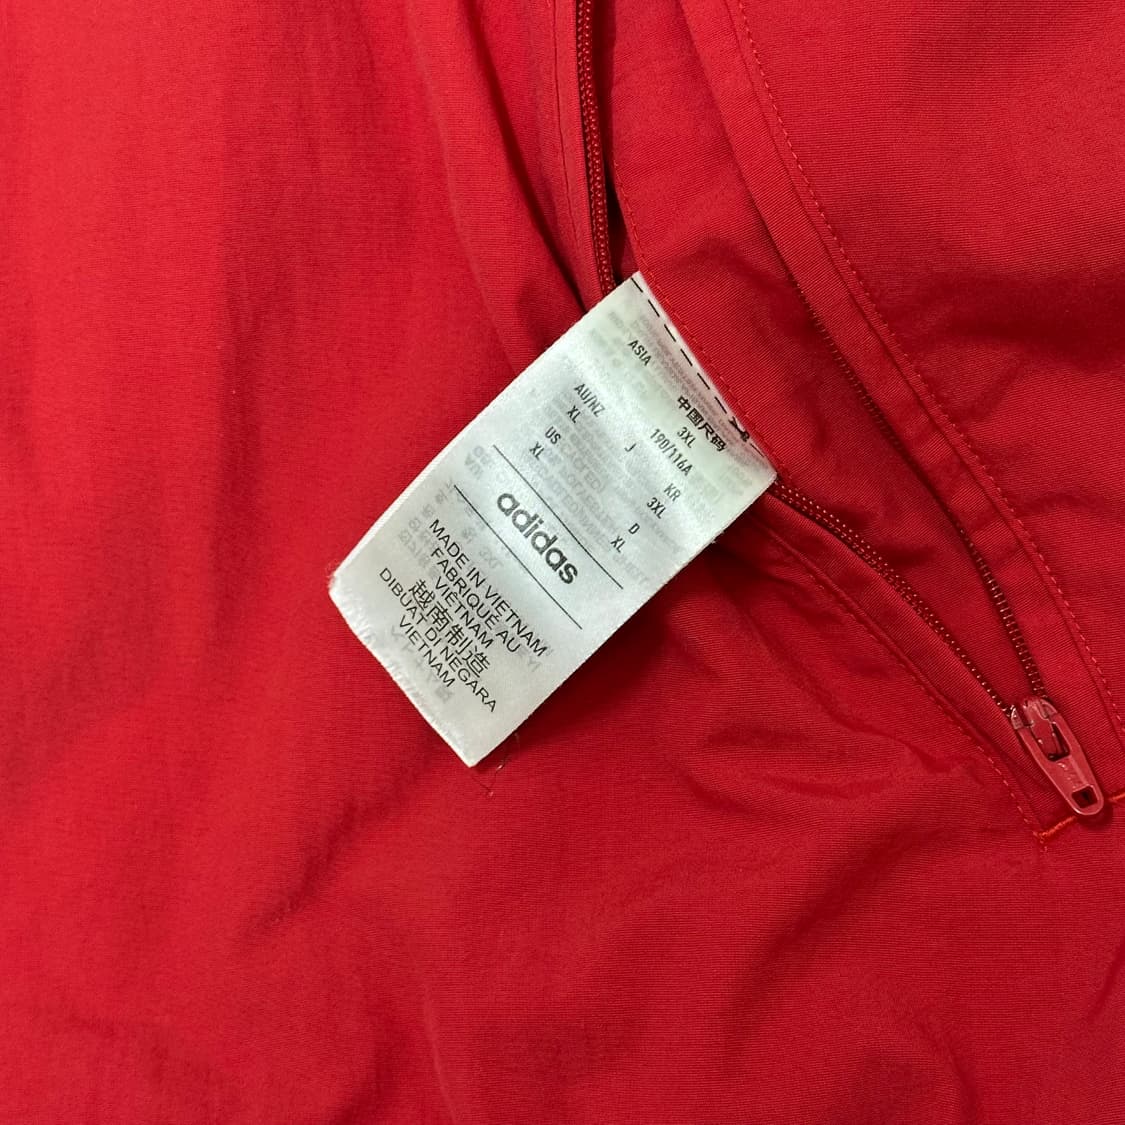 ASIA
中国尺码
AU/NZ
3XL
XL
J
190/116A
US
KR
XL
3XL
D
XL
adidas
MADE IN VIETNAM
FABRIQUÉ AU
VIÊTNAM
越南制造
DIBUAT DI NEGARA
VIETNAM